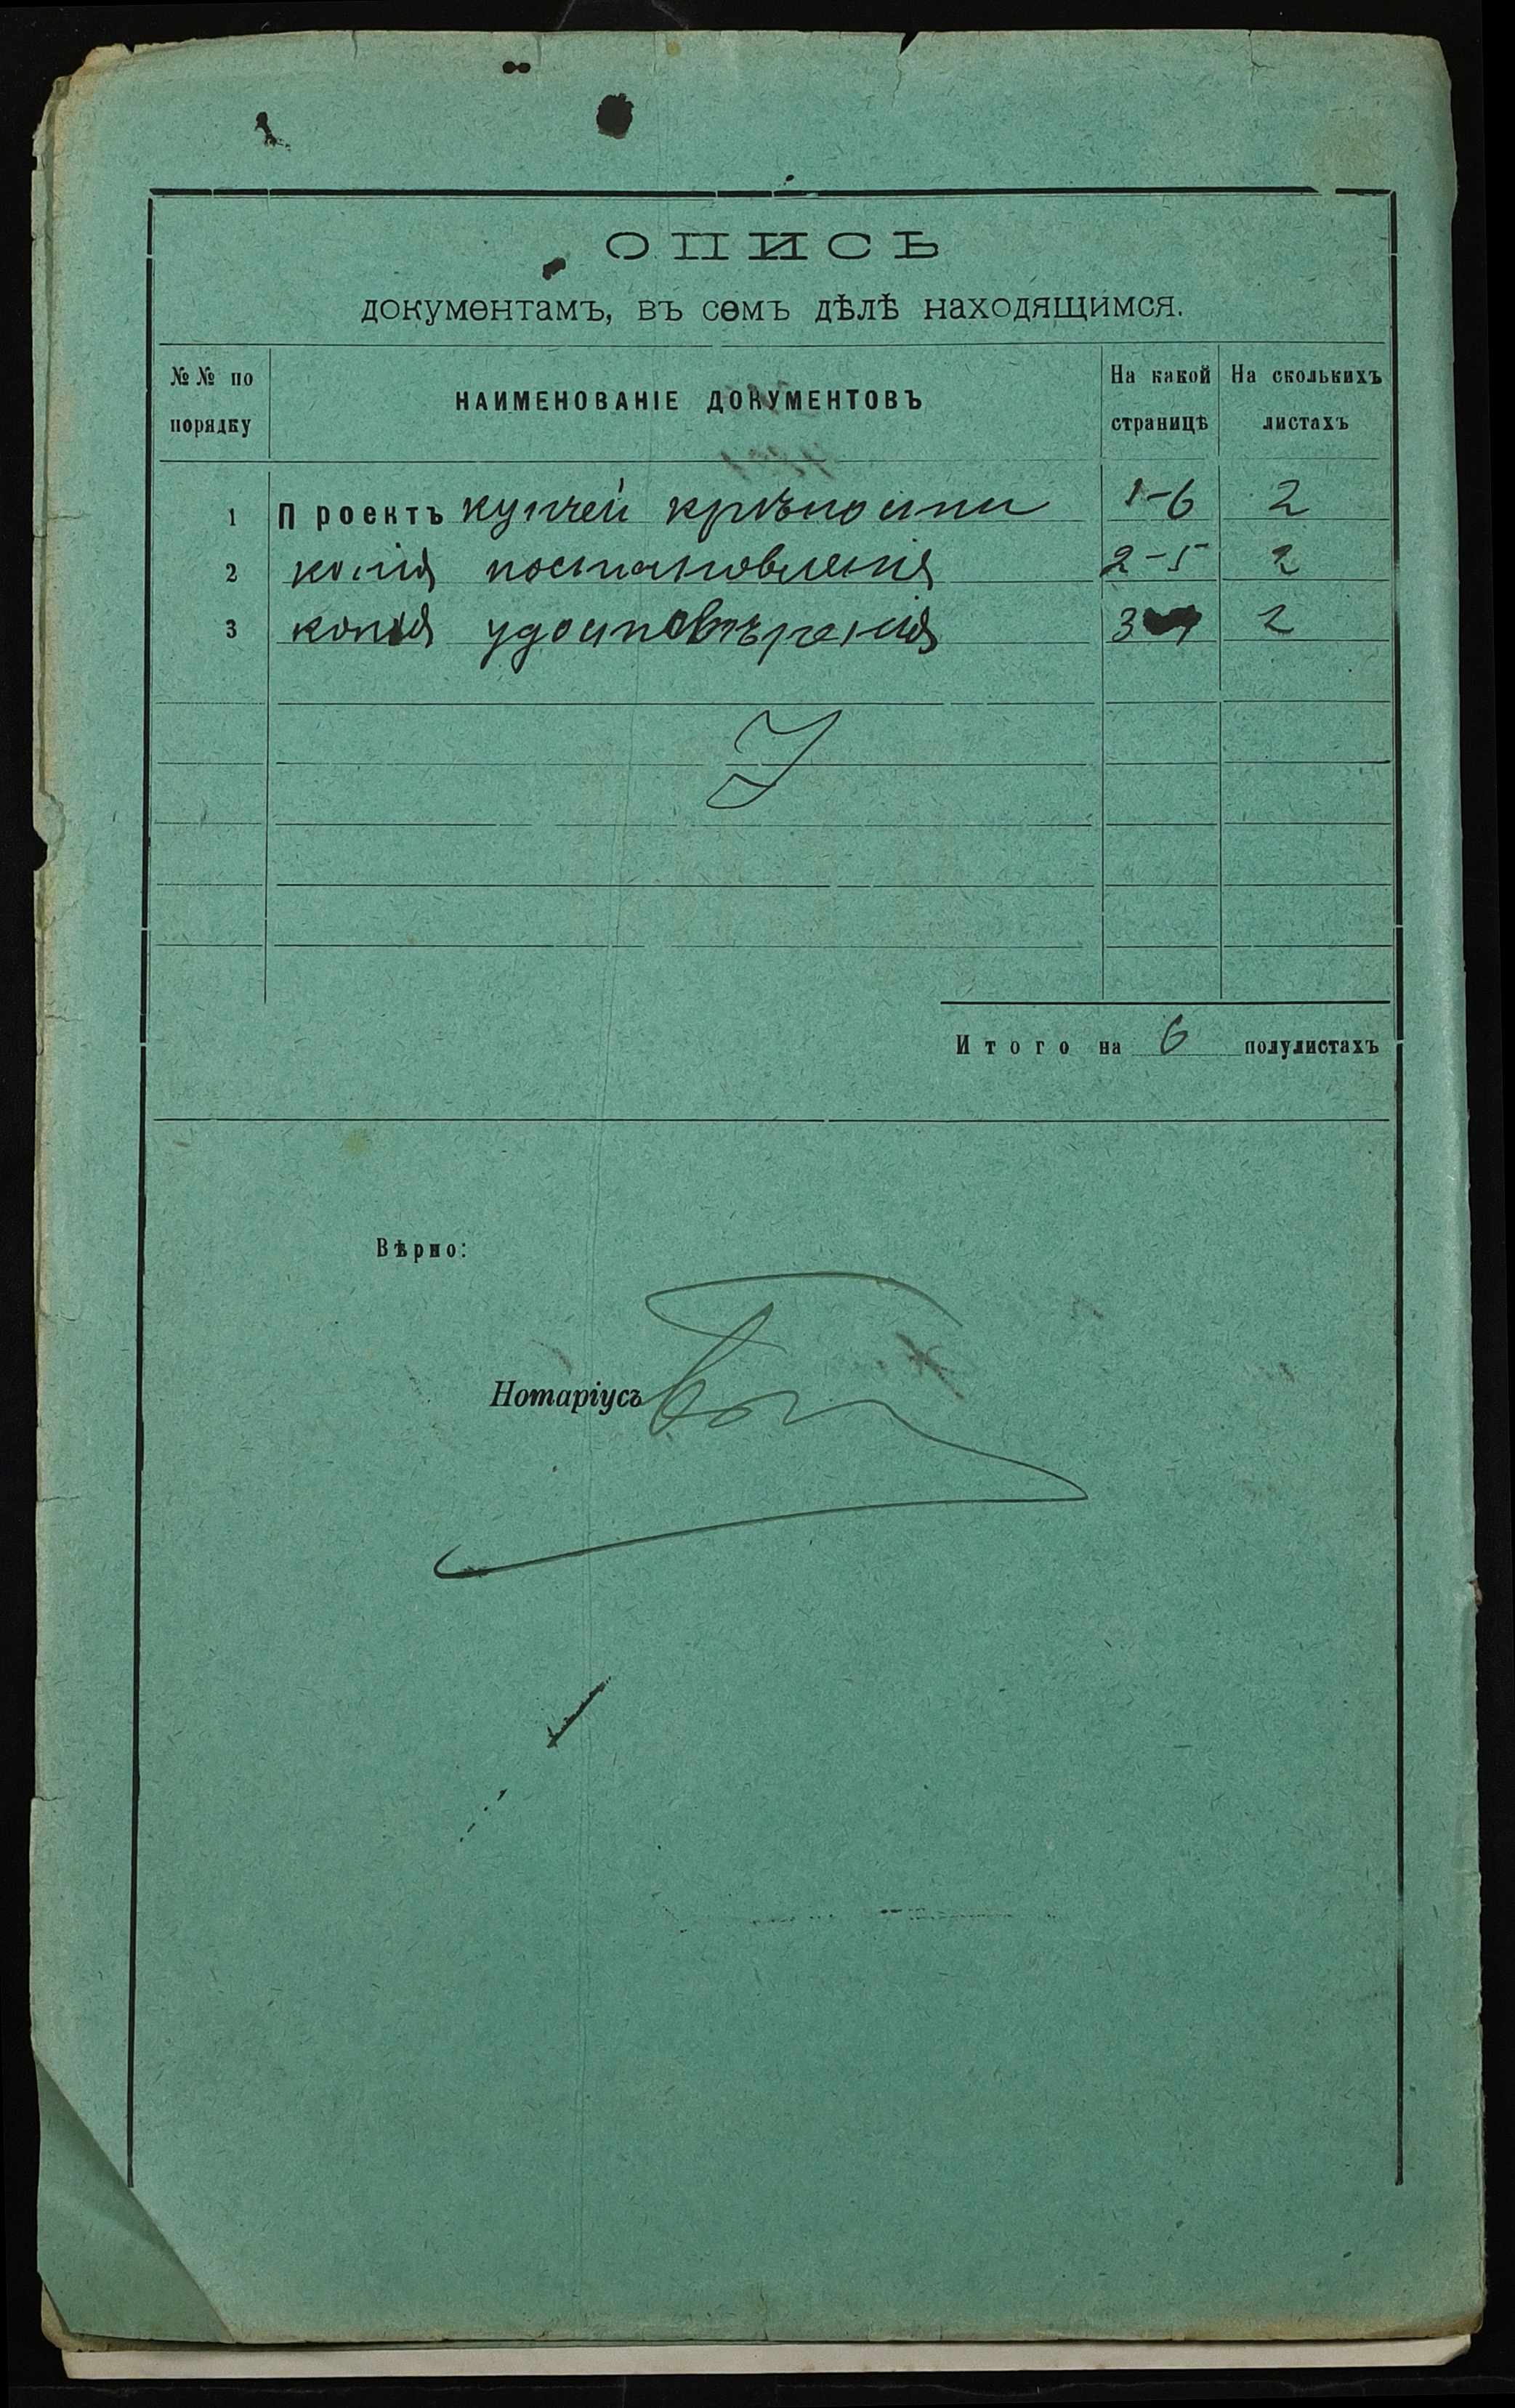 ОПИСЬ
документамъ, въ семъ дѣлѣ находящимся.
№№ по порядку
НАИМЕНОВАНІЕ ДОКУМЕНТОВЪ
На какой страницѣ
На сколькихъ листахъ
1 Проектъ купчей крѣпости 1-6 2
2 копія постановленія 2-5 2
3 копія удостовѣренія 3 2
Итого на 6 полулистахъ
Вѣрно:
Нотаріусъ